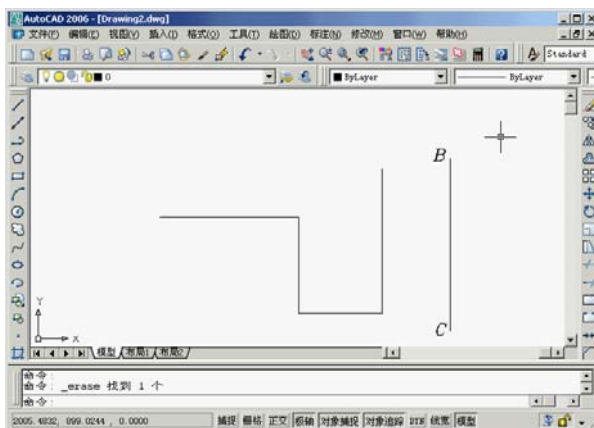 AutoCAD 2006 - [Drawing2.dwg]
文件(F) 编辑(E) 视图(V) 插入(I) 格式(O) 工具(T) 绘图(D) 标注(N) 修改(M) 窗口(W) 帮助(H)
Standard
0 ByLayer ByLayer
B
C
Y
X
模型 布局1 布局2
命令:
命令: _erase 找到 1 个
命令:
2005.4832, 899.0244 , 0.0000 捕捉 栅格 正交 极轴 对象捕捉 对象追踪 DYN 线宽 模型